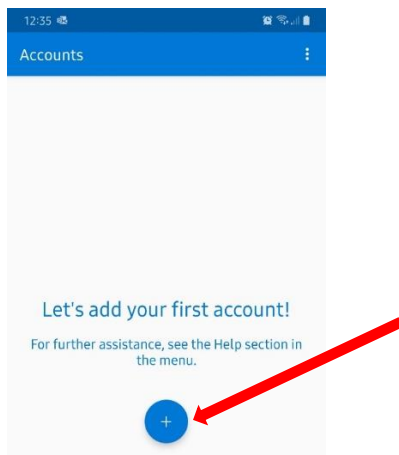 12:35
Accounts
Let's add your first account!
For further assistance, see the Help section in
the menu.
+